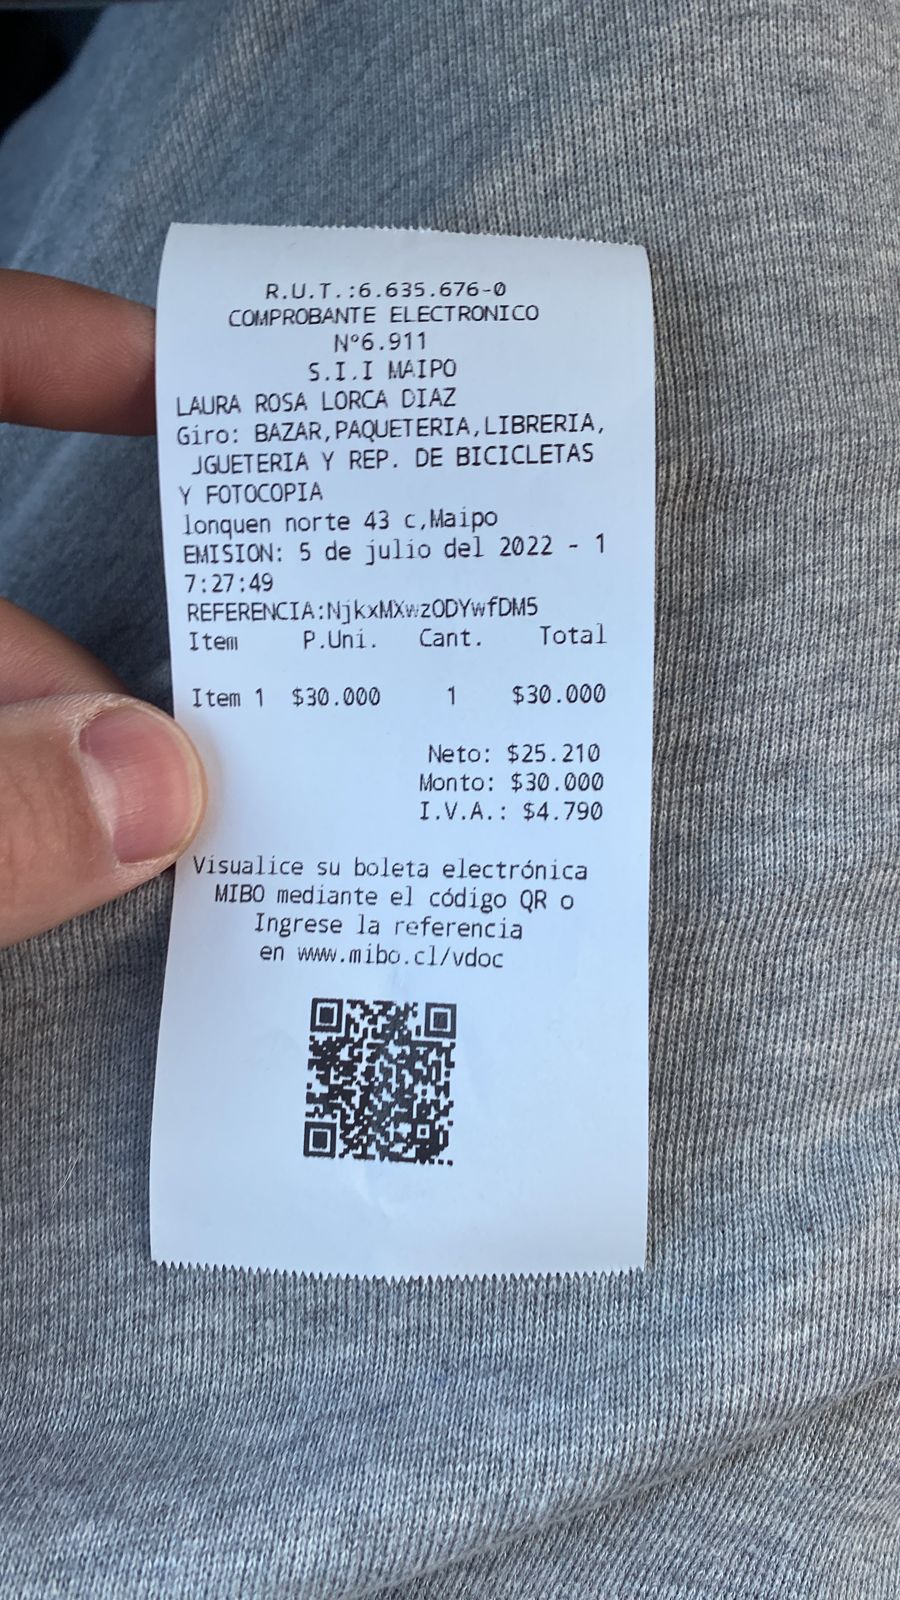 R.U.T.:6.635.676-0
COMPROBANTE ELECTRONICO
N°6.911
S.I.I MAIPO
LAURA ROSA LORCA DIAZ
Giro: BAZAR,PAQUETERIA,LIBRERIA,
JGUETERIA Y REP. DE BICICLETAS
Y FOTOCOPIA
lonquen norte 43 c,Maipo
EMISION: 5 de julio del 2022 - 1
7:27:49
REFERENCIA:NjkxMXwzODYwfDM5
Item P.Uni. Cant. Total
Item 1 $30.000 1 $30.000
Neto: $25.210
Monto: $30.000
I.V.A.: $4.790
Visualice su boleta electrónica
MIBO mediante el código QR o
Ingrese la referencia
en www.mibo.cl/vdoc